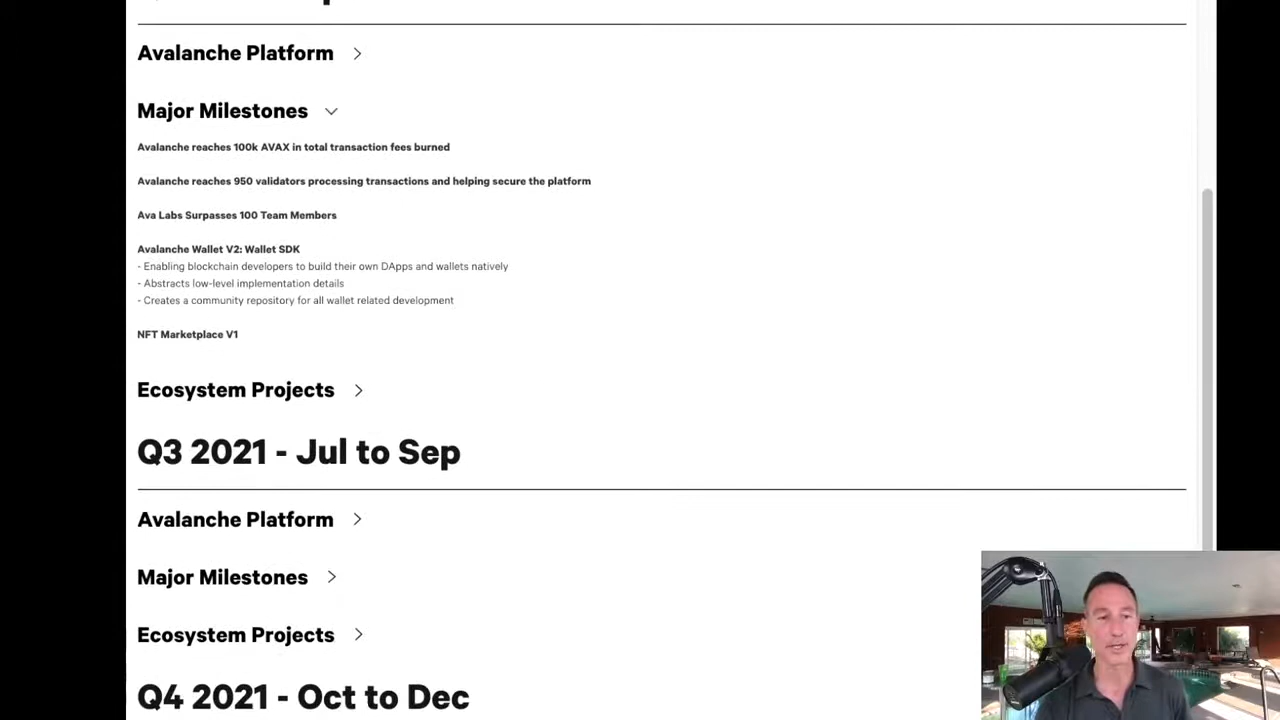 Avalanche Platform
Major Milestones
Avalanche reaches 100k AVAX in total transaction fees burned
Avalanche reaches 950 validators processing transactions and helping secure the platform
Ava Labs Surpasses 100 Team Members
Avalanche Wallet V2: Wallet SDK
- Enabling blockchain developers to build their own DApps and wallets natively
- Abstracts low-level implementation details
- Creates a community repository for all wallet related development
NFT Marketplace V1
Ecosystem Projects
Q3 2021 - Jul to Sep
Avalanche Platform
Major Milestones
Ecosystem Projects
Q4 2021 - Oct to Dec